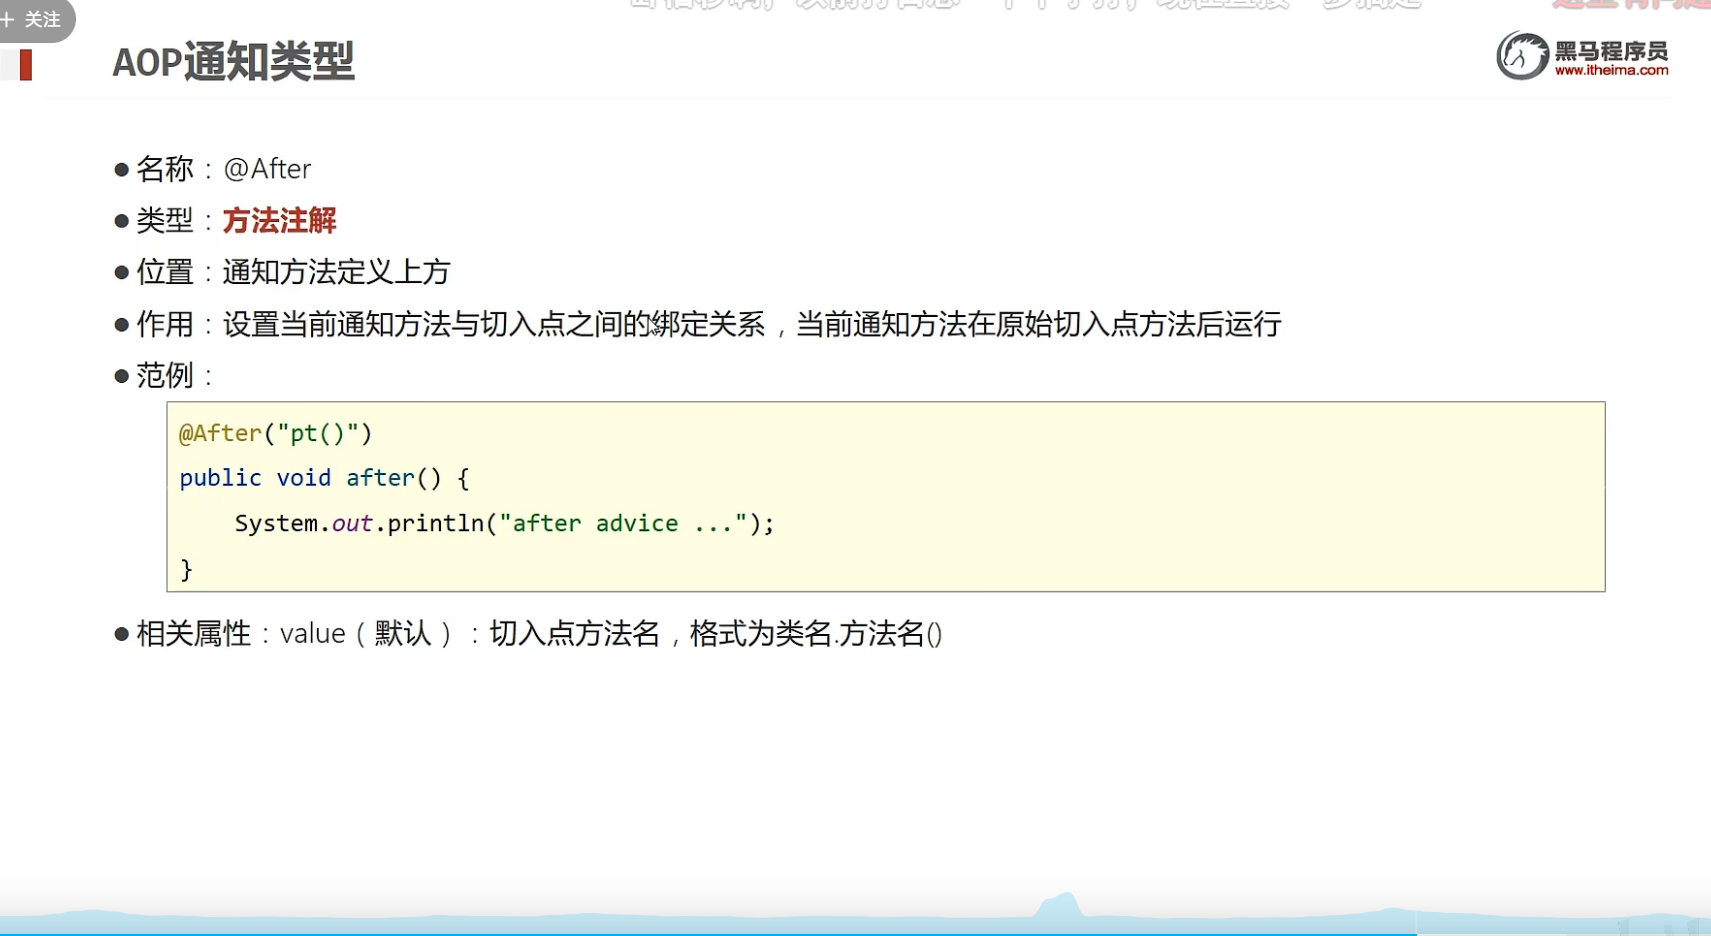 + 关注
AOP通知类型
黑马程序员
www.itheima.com
● 名称：@After
● 类型：方法注解
● 位置：通知方法定义上方
● 作用：设置当前通知方法与切入点之间的绑定关系，当前通知方法在原始切入点方法后运行
● 范例：
@After("pt()")
public void after() {
    System.out.println("after advice ...");
}
● 相关属性：value（默认）：切入点方法名，格式为类名.方法名()